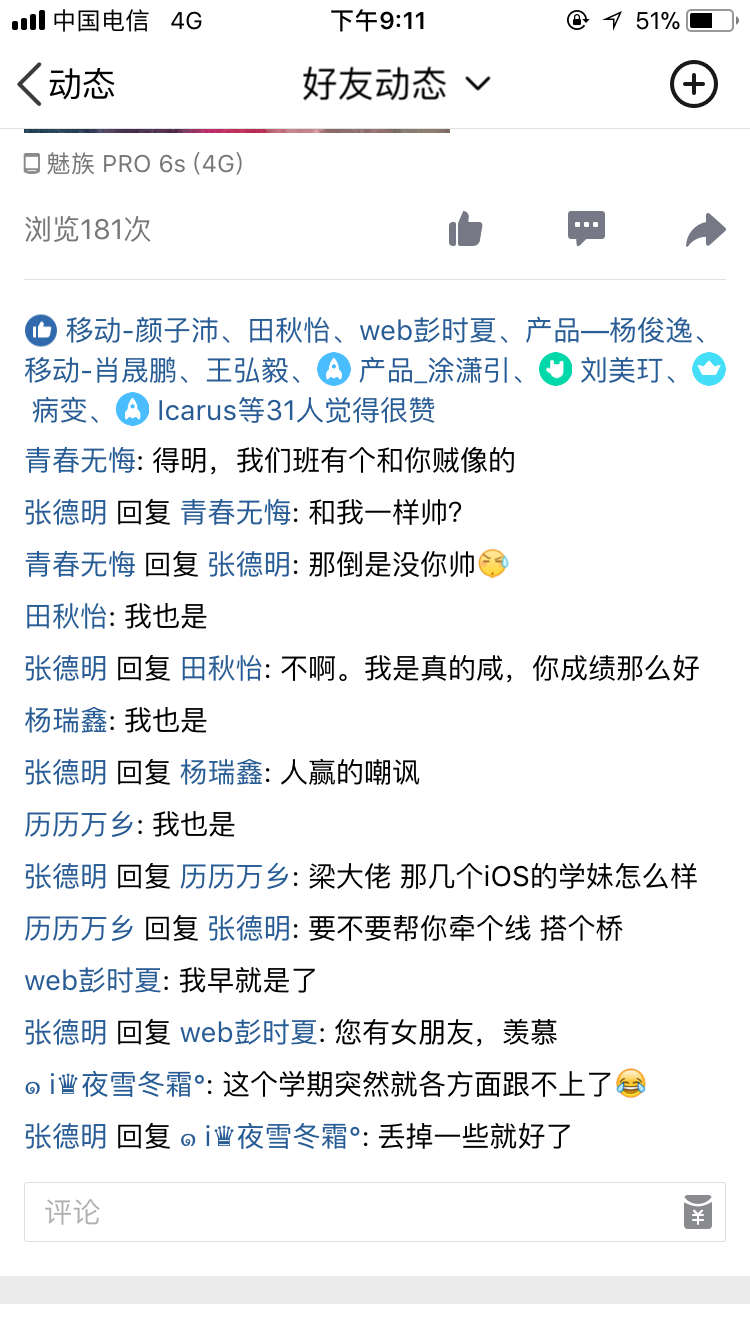 中国电信 4G 下午9:11 51%
动态 好友动态
魅族 PRO 6s (4G)
浏览181次
移动-颜子沛、田秋怡、web彭时夏、产品—杨俊逸、
移动-肖晟鹏、王弘毅、产品_涂潇引、刘美玎、
病变、Icarus等31人觉得很赞
青春无悔: 得明，我们班有个和你贼像的
张德明 回复 青春无悔: 和我一样帅?
青春无悔 回复 张德明: 那倒是没你帅
田秋怡: 我也是
张德明 回复 田秋怡: 不啊。我是真的咸，你成绩那么好
杨瑞鑫: 我也是
张德明 回复 杨瑞鑫: 人赢的嘲讽
历历万乡: 我也是
张德明 回复 历历万乡: 梁大佬 那几个iOS的学妹怎么样
历历万乡 回复 张德明: 要不要帮你牵个线 搭个桥
web彭时夏: 我早就是了
张德明 回复 web彭时夏: 您有女朋友，羡慕
๑ i♛夜雪冬霜°: 这个学期突然就各方面跟不上了😂
张德明 回复 ๑ i♛夜雪冬霜°: 丢掉一些就好了
评论